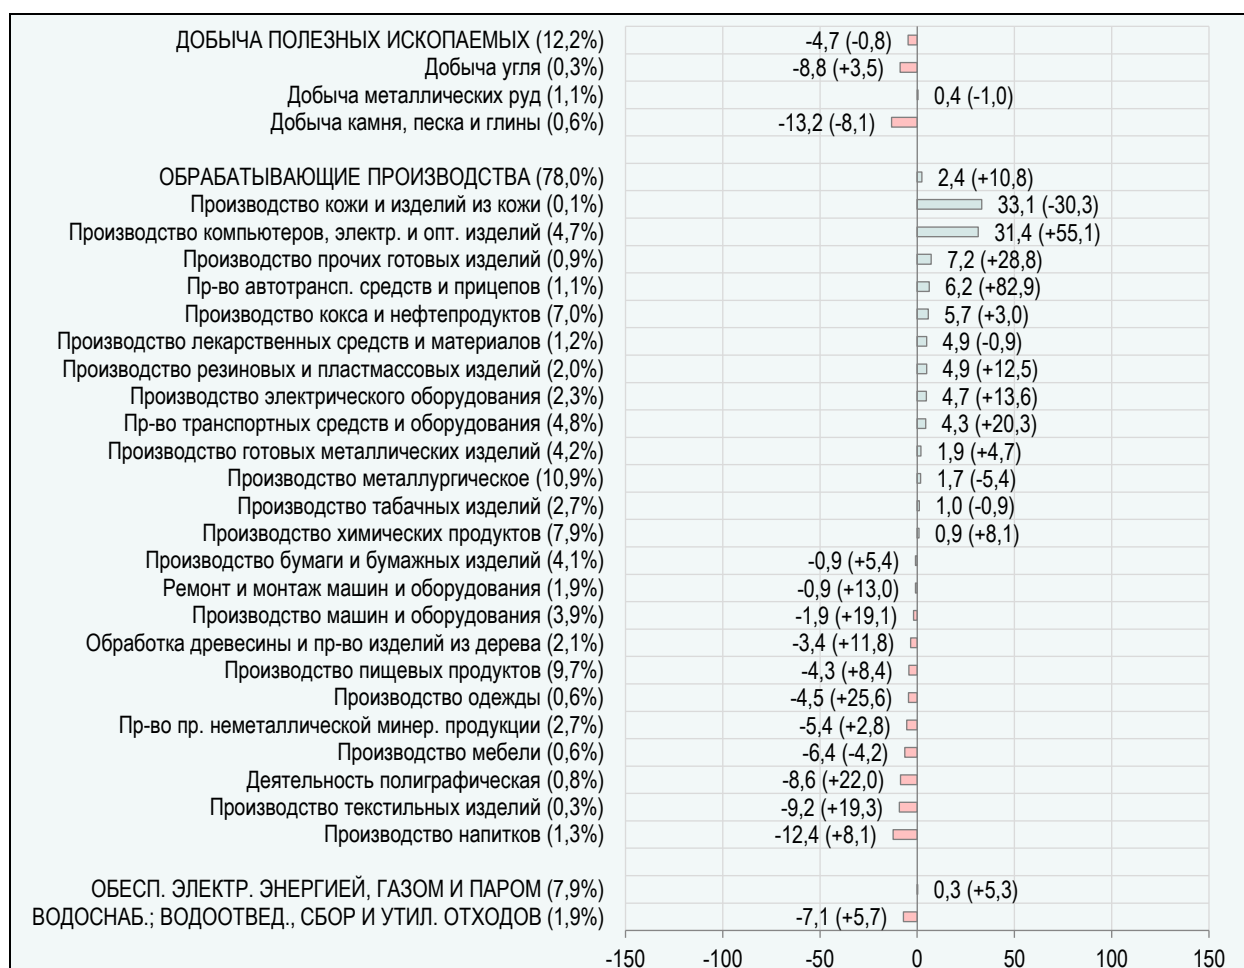 ДОБЫЧА ПОЛЕЗНЫХ ИСКОПАЕМЫХ (12,2%) -4,7 (-0,8)
Добыча угля (0,3%) -8,8 (+3,5)
Добыча металлических руд (1,1%) 0,4 (-1,0)
Добыча камня, песка и глины (0,6%) -13,2 (-8,1)
ОБРАБАТЫВАЮЩИЕ ПРОИЗВОДСТВА (78,0%) 2,4 (+10,8)
Производство кожи и изделий из кожи (0,1%) 33,1 (-30,3)
Производство компьютеров, электр. и опт. изделий (4,7%) 31,4 (+55,1)
Производство прочих готовых изделий (0,9%) 7,2 (+28,8)
Пр-во автотрансп. средств и прицепов (1,1%) 6,2 (+82,9)
Производство кокса и нефтепродуктов (7,0%) 5,7 (+3,0)
Производство лекарственных средств и материалов (1,2%) 4,9 (-0,9)
Производство резиновых и пластмассовых изделий (2,0%) 4,9 (+12,5)
Производство электрического оборудования (2,3%) 4,7 (+13,6)
Пр-во транспортных средств и оборудования (4,8%) 4,3 (+20,3)
Производство готовых металлических изделий (4,2%) 1,9 (+4,7)
Производство металлургическое (10,9%) 1,7 (-5,4)
Производство табачных изделий (2,7%) 1,0 (-0,9)
Производство химических продуктов (7,9%) 0,9 (+8,1)
Производство бумаги и бумажных изделий (4,1%) -0,9 (+5,4)
Ремонт и монтаж машин и оборудования (1,9%) -0,9 (+13,0)
Производство машин и оборудования (3,9%) -1,9 (+19,1)
Обработка древесины и пр-во изделий из дерева (2,1%) -3,4 (+11,8)
Производство пищевых продуктов (9,7%) -4,3 (+8,4)
Производство одежды (0,6%) -4,5 (+25,6)
Пр-во пр. неметаллической минер. продукции (2,7%) -5,4 (+2,8)
Производство мебели (0,6%) -6,4 (-4,2)
Деятельность полиграфическая (0,8%) -8,6 (+22,0)
Производство текстильных изделий (0,3%) -9,2 (+19,3)
Производство напитков (1,3%) -12,4 (+8,1)
ОБЕСП. ЭЛЕКТР. ЭНЕРГИЕЙ, ГАЗОМ И ПАРОМ (7,9%) 0,3 (+5,3)
ВОДОСНАБ.; ВОДООТВЕД., СБОР И УТИЛ. ОТХОДОВ (1,9%) -7,1 (+5,7)
-150 -100 -50 0 50 100 150